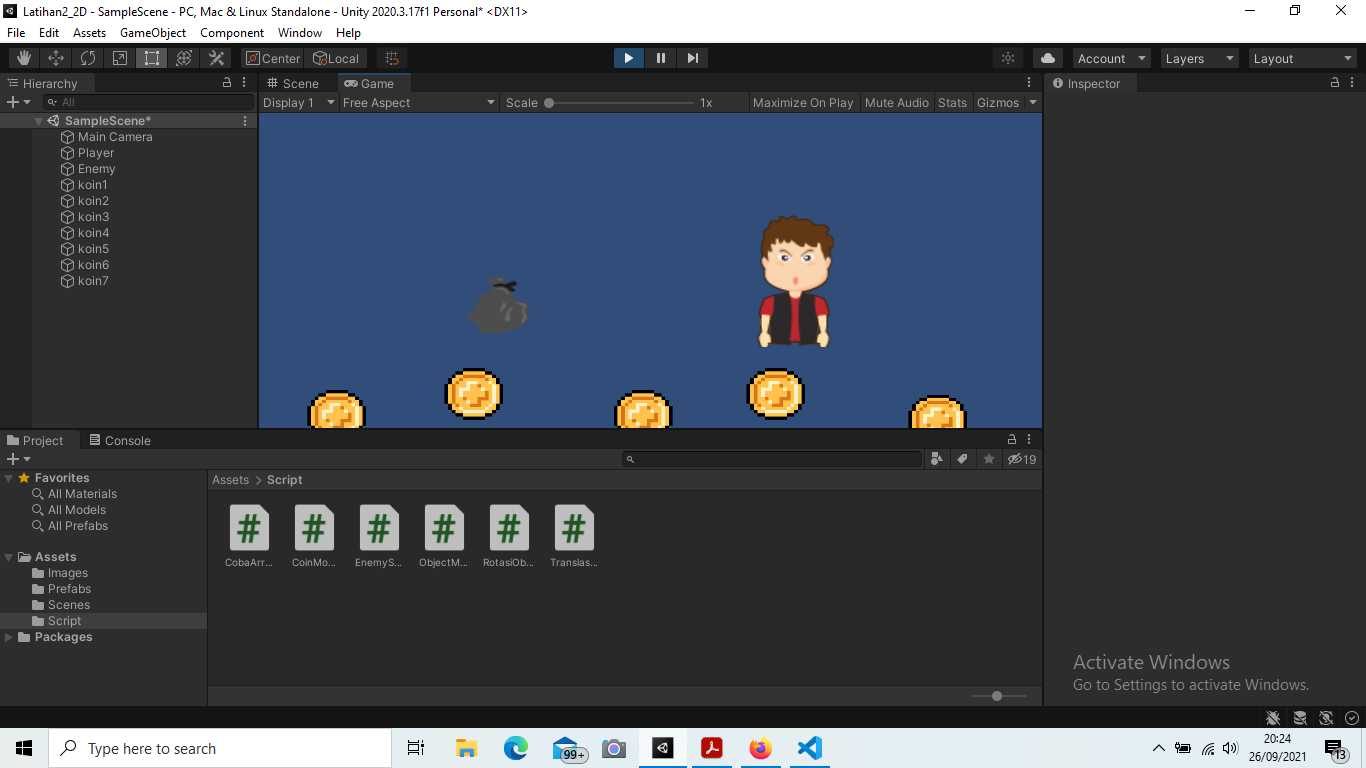 Latihan2_2D - SampleScene - PC, Mac & Linux Standalone - Unity 2020.3.17f1 Personal* <DX11>
File Edit Assets GameObject Component Window Help
Center Local Account Layers Layout
Hierarchy
Scene Game
Inspector
All
Display 1 Free Aspect Scale 1x Maximize On Play Mute Audio Stats Gizmos
SampleScene*
Main Camera
Player
Enemy
koin1
koin2
koin3
koin4
koin5
koin6
koin7
Project Console
19
Favorites
All Materials
All Models
All Prefabs
Assets
Images
Prefabs
Scenes
Script
Packages
Assets > Script
CobaArr... CoinMo... EnemyS... ObjectM... RotasiOb... Translas...
Activate Windows
Go to Settings to activate Windows.
Type here to search
99+
20:24
26/09/2021
13